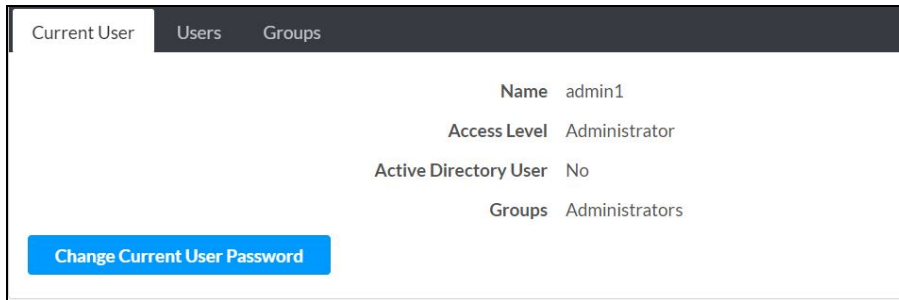 Current User Users Groups
Name admin1
Access Level Administrator
Active Directory User No
Groups Administrators
Change Current User Password